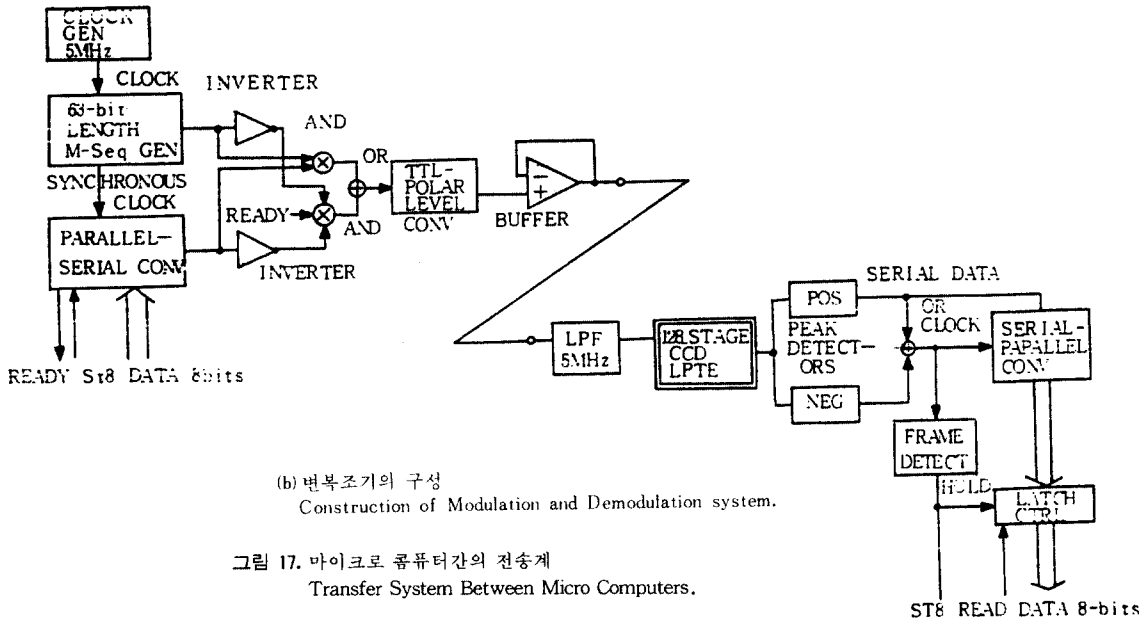 CLOCK
GEN
5MHz
CLOCK
63-bit
LENGTH
M-Seq GEN
SYNCHRONOUS
CLOCK
PARALLEL-
SERIAL CONV
READY St8 DATA 8bits
INVERTER
AND
READY
AND
INVERTER
OR
TTL-
POLAR
LEVEL
CONV
BUFFER
LPF
5MHz
128.STAGE
CCD
LPTE
PEAK
DETECT-
ORS
POS
NEG
SERIAL DATA
OR
CLOCK
SERIAL-
PAPALLEL
CONV
FRAME
DETECT
HOLD
LATCH
CTRL
ST8 READ DATA 8-bits
(b) 변복조기의 구성
Construction of Modulation and Demodulation system.
그림 17. 마이크로 콤퓨터간의 전송계
Transfer System Between Micro Computers.